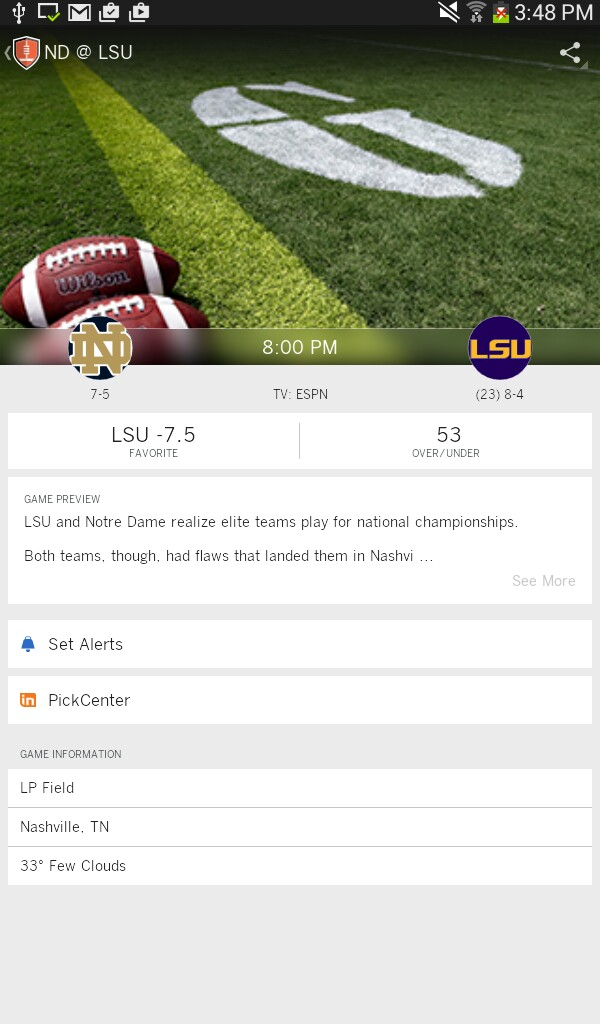 3:48 PM
ND @ LSU
Wilson
ND
8:00 PM
LSU
7-5
TV: ESPN
(23) 8-4
LSU -7.5
53
FAVORITE
OVER/UNDER
GAME PREVIEW
LSU and Notre Dame realize elite teams play for national championships.
Both teams, though, had flaws that landed them in Nashvi ...
See More
Set Alerts
in PickCenter
GAME INFORMATION
LP Field
Nashville, TN
33° Few Clouds